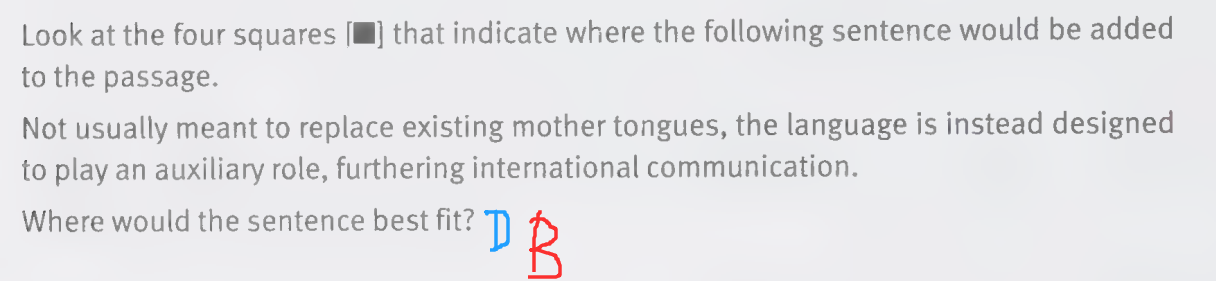 Look at the four squares [■] that indicate where the following sentence would be added
to the passage.
Not usually meant to replace existing mother tongues, the language is instead designed
to play an auxiliary role, furthering international communication.
Where would the sentence best fit? D B